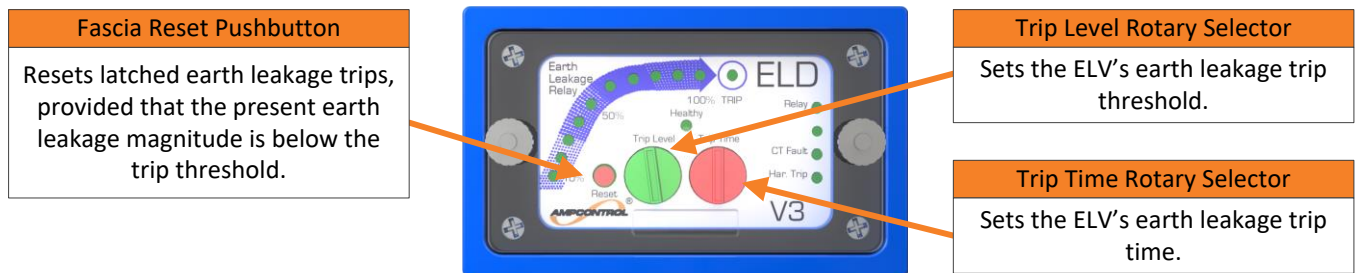 Fascia Reset Pushbutton
Resets latched earth leakage trips,
provided that the present earth
leakage magnitude is below the
trip threshold.
Earth
Leakage
Relay
ELD
100% TRIP
50%
10%
Healthy
Relay
CT Fault
Har. Trip
Trip Level
Trip Time
Reset
AMPCONTROL
®
V3
Trip Level Rotary Selector
Sets the ELV's earth leakage trip
threshold.
Trip Time Rotary Selector
Sets the ELV's earth leakage trip
time.